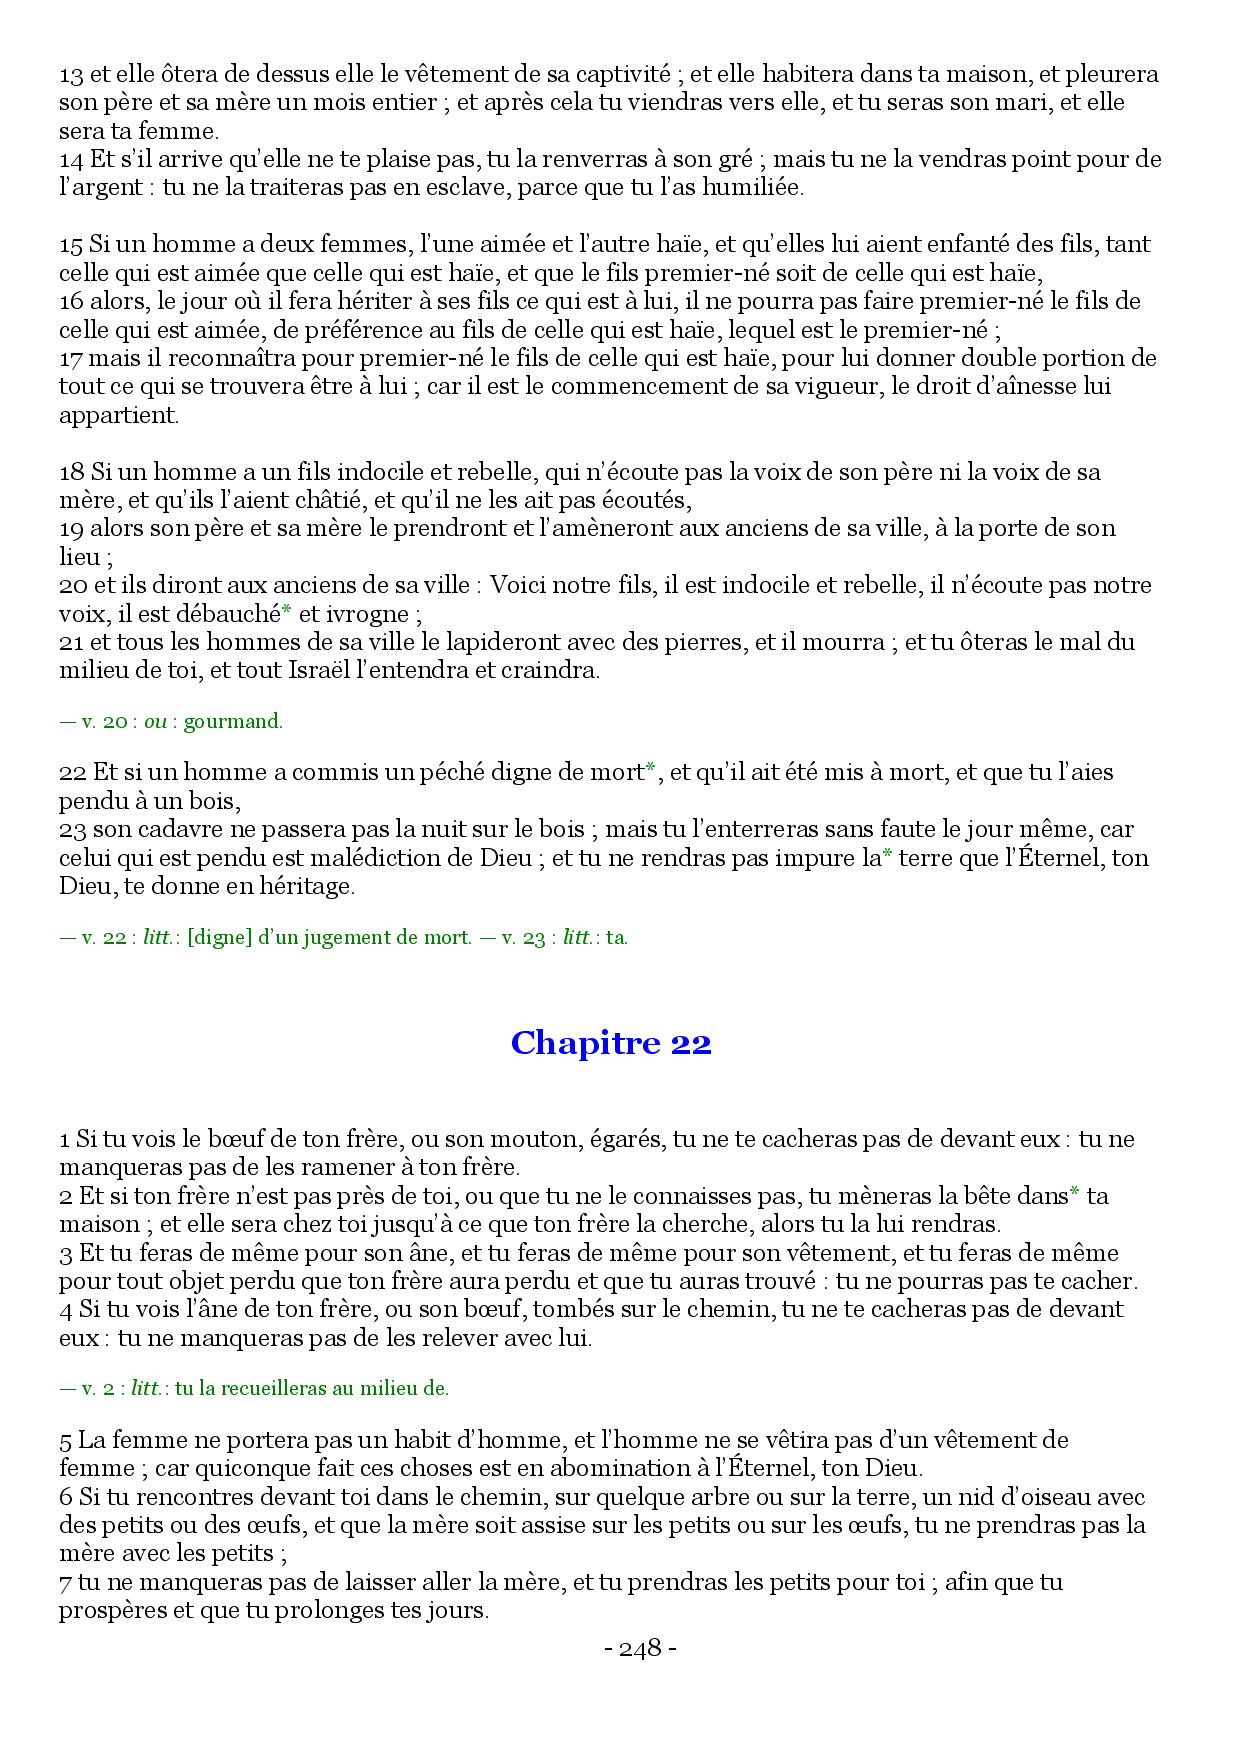 13 et elle ôtera de dessus elle le vêtement de sa captivité ; et elle habitera dans ta maison, et pleurera
son père et sa mère un mois entier ; et après cela tu viendras vers elle, et tu seras son mari, et elle
sera ta femme.
14 Et s’il arrive qu’elle ne te plaise pas, tu la renverras à son gré ; mais tu ne la vendras point pour de
l’argent : tu ne la traiteras pas en esclave, parce que tu l’as humiliée.
15 Si un homme a deux femmes, l’une aimée et l’autre haïe, et qu’elles lui aient enfanté des fils, tant
celle qui est aimée que celle qui est haïe, et que le fils premier-né soit de celle qui est haïe,
16 alors, le jour où il fera hériter à ses fils ce qui est à lui, il ne pourra pas faire premier-né le fils de
celle qui est aimée, de préférence au fils de celle qui est haïe, lequel est le premier-né ;
17 mais il reconnaîtra pour premier-né le fils de celle qui est haïe, pour lui donner double portion de
tout ce qui se trouvera être à lui ; car il est le commencement de sa vigueur, le droit d’aînesse lui
appartient.
18 Si un homme a un fils indocile et rebelle, qui n’écoute pas la voix de son père ni la voix de sa
mère, et qu’ils l’aient châtié, et qu’il ne les ait pas écoutés,
19 alors son père et sa mère le prendront et l’amèneront aux anciens de sa ville, à la porte de son
lieu ;
20 et ils diront aux anciens de sa ville : Voici notre fils, il est indocile et rebelle, il n’écoute pas notre
voix, il est débauché* et ivrogne ;
21 et tous les hommes de sa ville le lapideront avec des pierres, et il mourra ; et tu ôteras le mal du
milieu de toi, et tout Israël l’entendra et craindra.
— v. 20 : ou : gourmand.
22 Et si un homme a commis un péché digne de mort*, et qu’il ait été mis à mort, et que tu l’aies
pendu à un bois,
23 son cadavre ne passera pas la nuit sur le bois ; mais tu l’enterreras sans faute le jour même, car
celui qui est pendu est malédiction de Dieu ; et tu ne rendras pas impure la* terre que l’Éternel, ton
Dieu, te donne en héritage.
— v. 22 : litt.: [digne] d’un jugement de mort. — v. 23 : litt.: ta.
Chapitre 22
1 Si tu vois le bœuf de ton frère, ou son mouton, égarés, tu ne te cacheras pas de devant eux : tu ne
manqueras pas de les ramener à ton frère.
2 Et si ton frère n’est pas près de toi, ou que tu ne le connaisses pas, tu mèneras la bête dans* ta
maison ; et elle sera chez toi jusqu’à ce que ton frère la cherche, alors tu la lui rendras.
3 Et tu feras de même pour son âne, et tu feras de même pour son vêtement, et tu feras de même
pour tout objet perdu que ton frère aura perdu et que tu auras trouvé : tu ne pourras pas te cacher.
4 Si tu vois l’âne de ton frère, ou son bœuf, tombés sur le chemin, tu ne te cacheras pas de devant
eux : tu ne manqueras pas de les relever avec lui.
— v. 2 : litt.: tu la recueilleras au milieu de.
5 La femme ne portera pas un habit d’homme, et l’homme ne se vêtira pas d’un vêtement de
femme ; car quiconque fait ces choses est en abomination à l’Éternel, ton Dieu.
6 Si tu rencontres devant toi dans le chemin, sur quelque arbre ou sur la terre, un nid d’oiseau avec
des petits ou des œufs, et que la mère soit assise sur les petits ou sur les œufs, tu ne prendras pas la
mère avec les petits ;
7 tu ne manqueras pas de laisser aller la mère, et tu prendras les petits pour toi ; afin que tu
prospères et que tu prolonges tes jours.
- 248 -